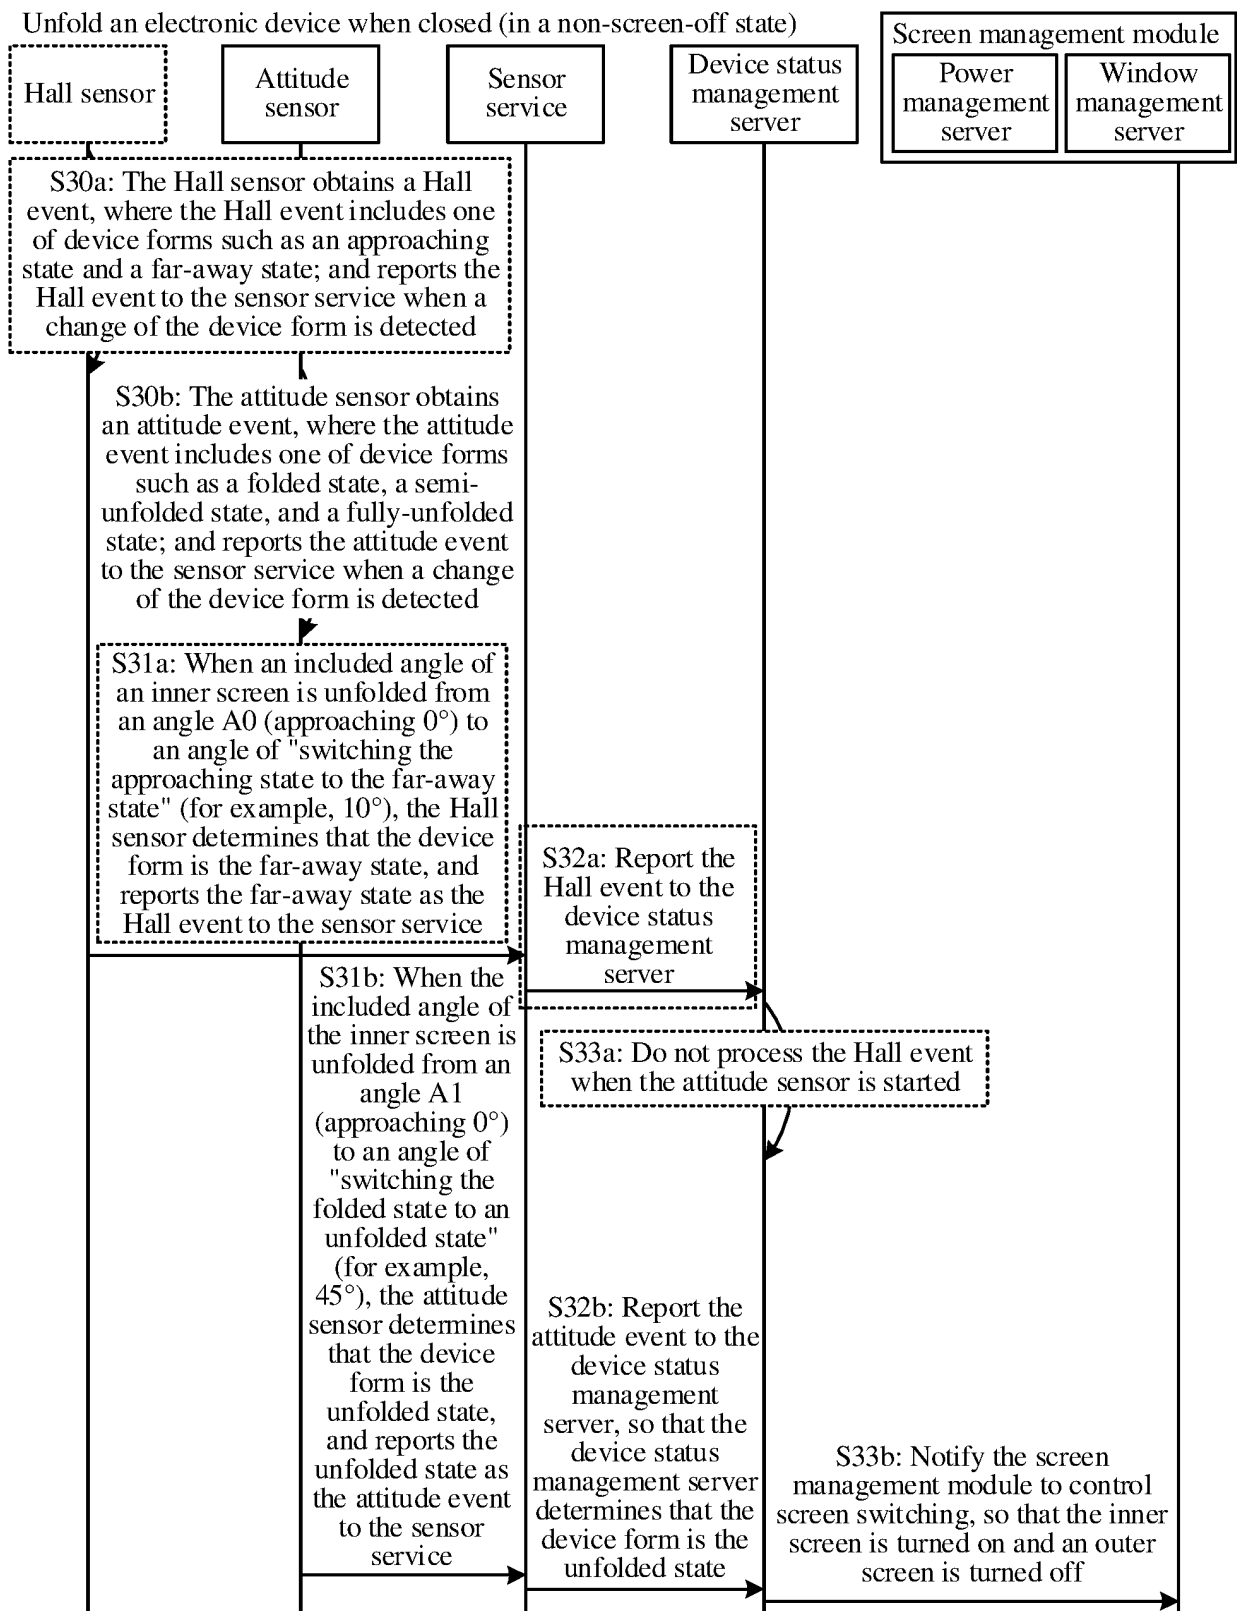 Unfold an electronic device when closed (in a non-screen-off state)
Hall sensor
Attitude
sensor
Sensor
service
Device status
management
server
Screen management module
Power
management
server
Window
management
server
S30a: The Hall sensor obtains a Hall
event, where the Hall event includes one
of device forms such as an approaching
state and a far-away state; and reports the
Hall event to the sensor service when a
change of the device form is detected
S30b: The attitude sensor obtains
an attitude event, where the attitude
event includes one of device forms
such as a folded state, a semi-
unfolded state, and a fully-unfolded
state; and reports the attitude event
to the sensor service when a change
of the device form is detected
S31a: When an included angle of
an inner screen is unfolded from
an angle A0 (approaching 0°) to
an angle of "switching the
approaching state to the far-away
state" (for example, 10°), the Hall
sensor determines that the device
form is the far-away state, and
reports the far-away state as the
Hall event to the sensor service
S32a: Report the
Hall event to the
device status
management
server
S33a: Do not process the Hall event
when the attitude sensor is started
S31b: When the
included angle of
the inner screen is
unfolded from an
angle A1
(approaching 0°)
to an angle of
"switching the
folded state to an
unfolded state"
(for example,
45°), the attitude
sensor determines
that the device
form is the
unfolded state,
and reports the
unfolded state as
the attitude event
to the sensor
service
S32b: Report the
attitude event to the
device status
management
server, so that the
device status
management server
determines that the
device form is the
unfolded state
S33b: Notify the screen
management module to control
screen switching, so that the inner
screen is turned on and an outer
screen is turned off